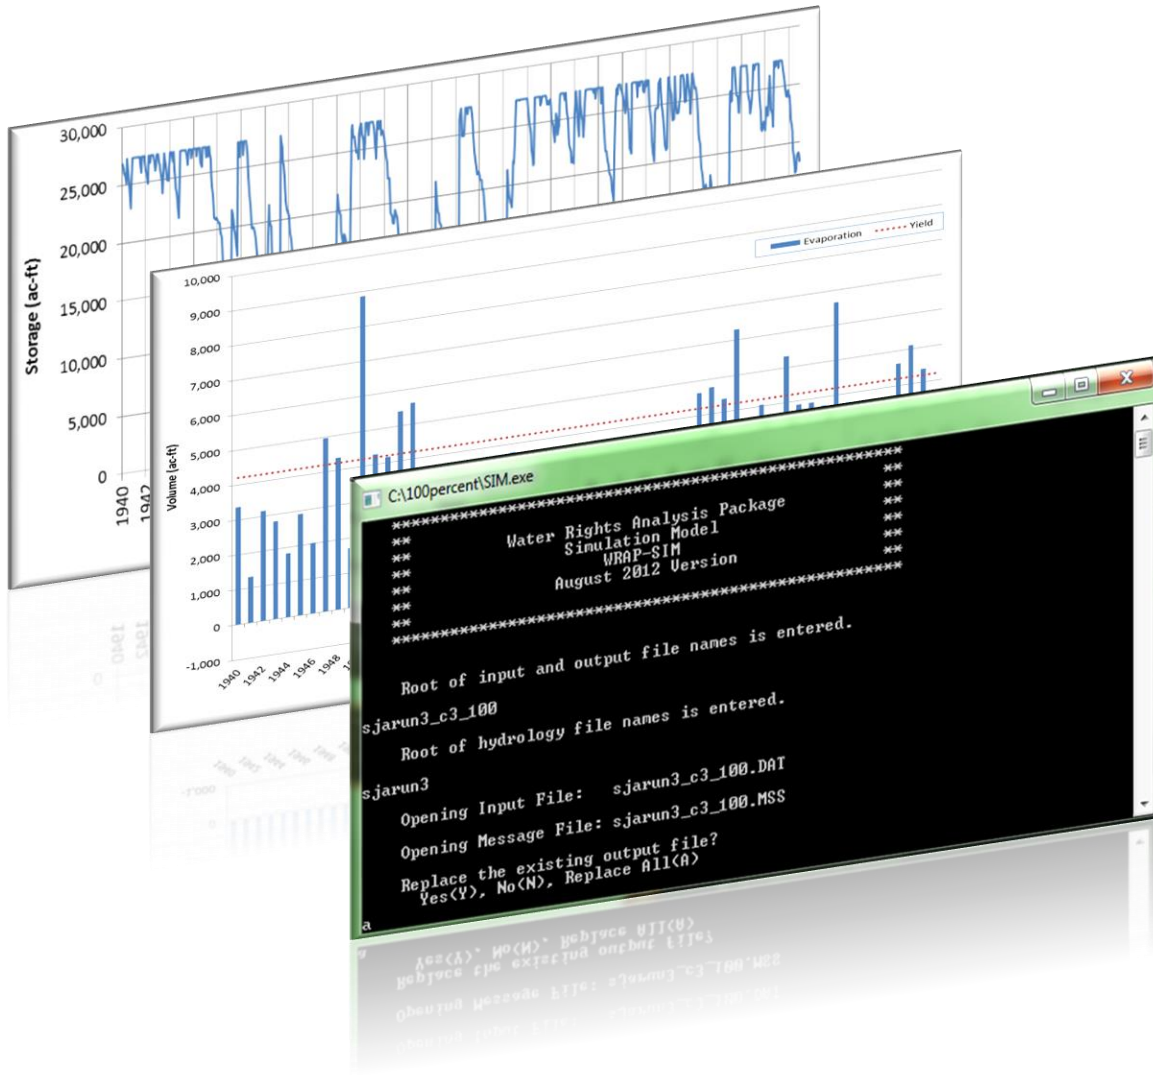 30,000
25,000
20,000
15,000
10,000
5,000
0
Storage (ac-ft)
1940
1942
Evaporation
Yield
10,000
9,000
8,000
7,000
6,000
5,000
4,000
3,000
2,000
1,000
0
-1,000
Volume (ac-ft)
1940
1942
1944
1946
1948
C:\100percent\SIM.exe
*****************************************************
** **
** Water Rights Analysis Package **
** Simulation Model **
** WRAP-SIM **
** August 2012 Version **
** **
*****************************************************
Root of input and output file names is entered.
sjarun3_c3_100
Root of hydrology file names is entered.
sjarun3
Opening Input File: sjarun3_c3_100.DAT
Opening Message File: sjarun3_c3_100.MSS
Replace the existing output file?
Yes(Y), No(N), Replace All(A)
a